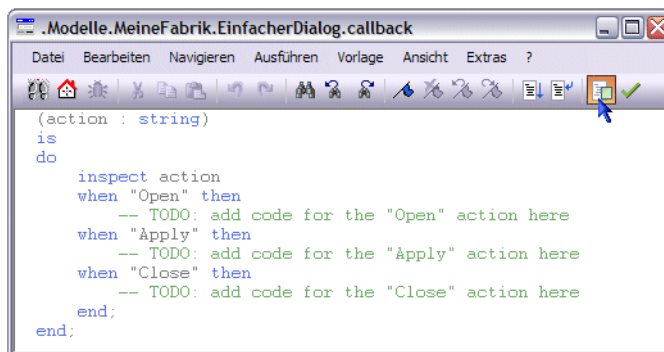 .Modelle.MeineFabrik.EinfacherDialog.callback
Datei Bearbeiten Navigieren Ausführen Vorlage Ansicht Extras ?
(action : string)
is
do
inspect action
when "Open" then
-- TODO: add code for the "Open" action here
when "Apply" then
-- TODO: add code for the "Apply" action here
when "Close" then
-- TODO: add code for the "Close" action here
end;
end;